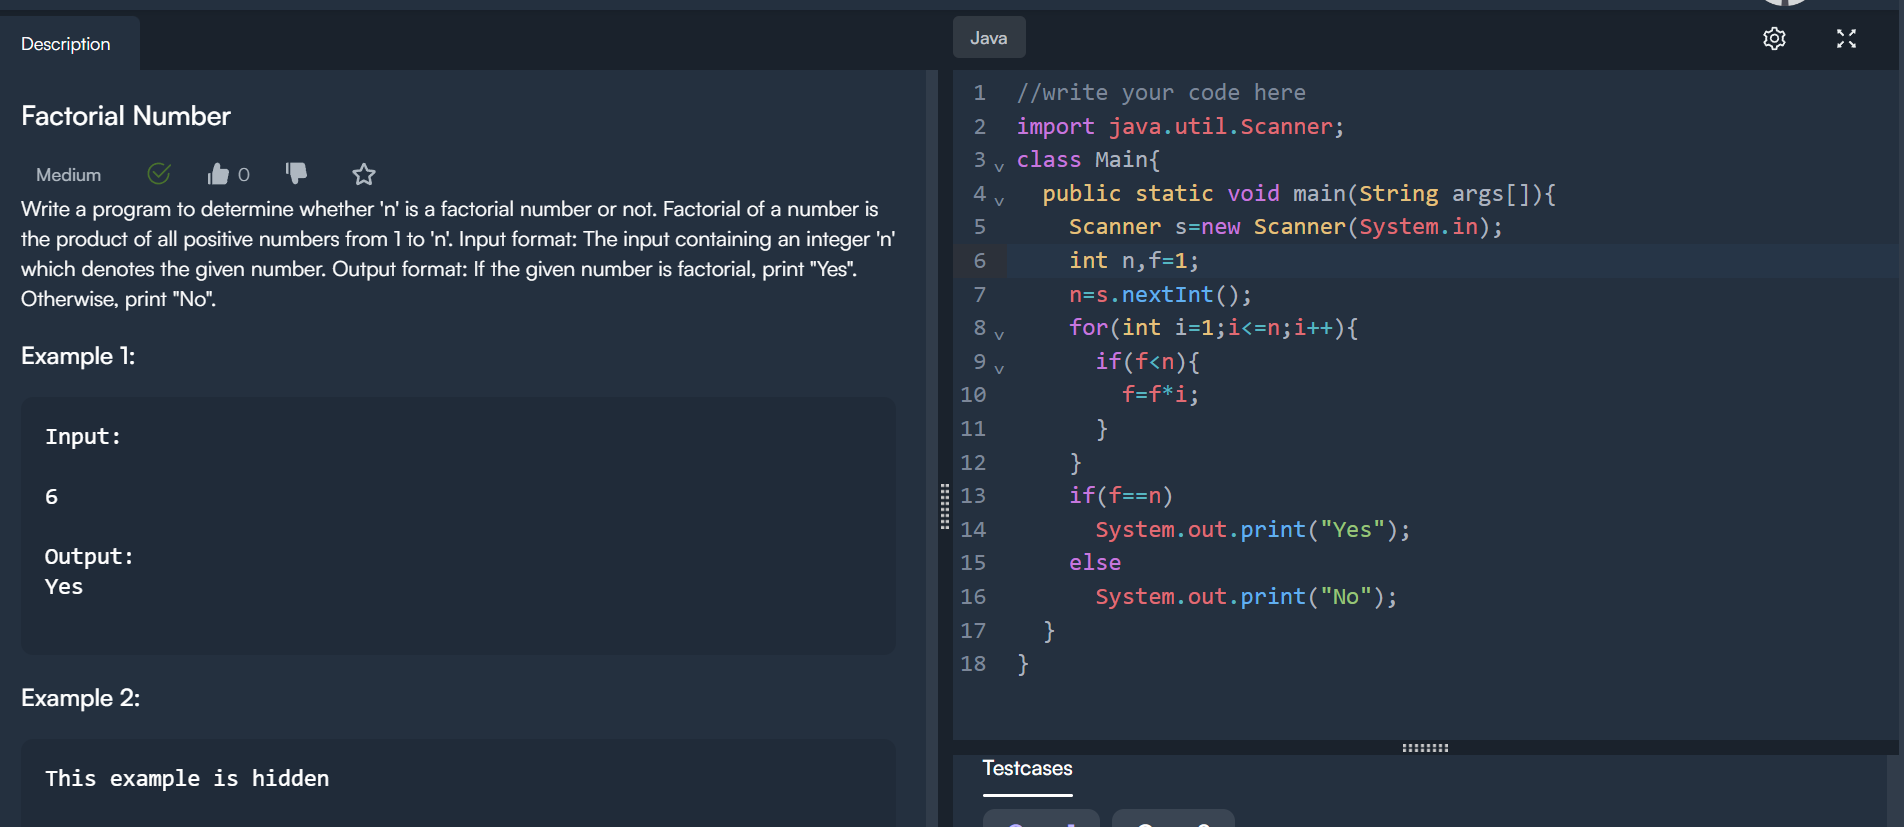 Description
Factorial Number
Medium
0
Write a program to determine whether 'n' is a factorial number or not. Factorial of a number is
the product of all positive numbers from 1 to 'n'. Input format: The input containing an integer 'n'
which denotes the given number. Output format: If the given number is factorial, print "Yes".
Otherwise, print "No".
Example 1:
Input:
6
Output:
Yes
Example 2:
This example is hidden
Java
1 //write your code here
2 import java.util.Scanner;
3 class Main{
4 public static void main(String args[]){
5 Scanner s=new Scanner(System.in);
6 int n,f=1;
7 n=s.nextInt();
8 for(int i=1;i<=n;i++){
9 if(f<n){
10 f=f*i;
11 }
12 }
13 if(f==n)
14 System.out.print("Yes");
15 else
16 System.out.print("No");
17 }
18 }
Testcases